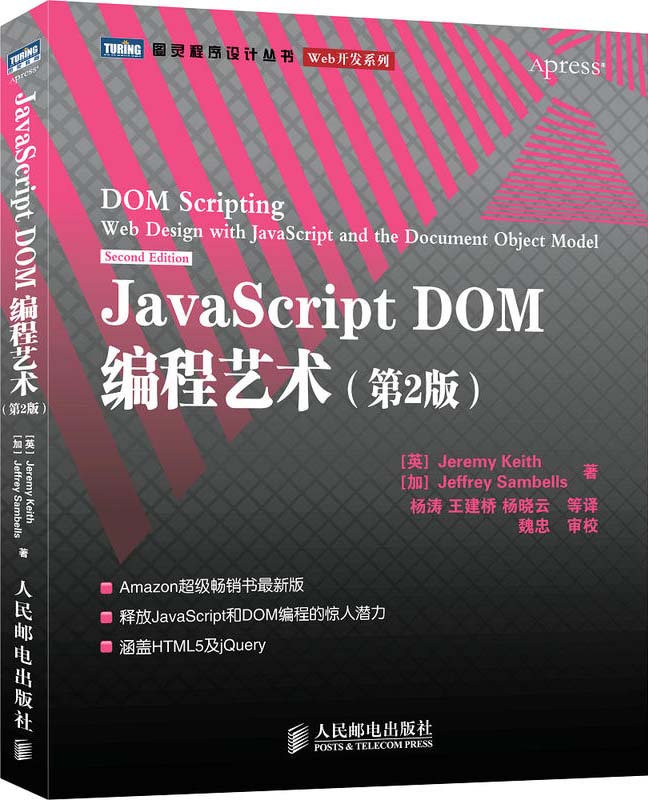 TURING 图灵程序设计丛书 Web开发系列
Apress®
DOM Scripting
Web Design with JavaScript and the Document Object Model
Second Edition
JavaScript DOM
编程艺术(第2版)
[英] Jeremy Keith
[加] Jeffrey Sambells 著
杨涛 王建桥 杨晓云 等译
魏忠 审校
Amazon超级畅销书最新版
释放JavaScript和DOM编程的惊人潜力
涵盖HTML5及jQuery
人民邮电出版社
POSTS & TELECOM PRESS
TURING
Apress®
JavaScript DOM 编程艺术
(第2版)
[英] Jeremy Keith
[加] Jeffrey Sambells 著
人民邮电出版社